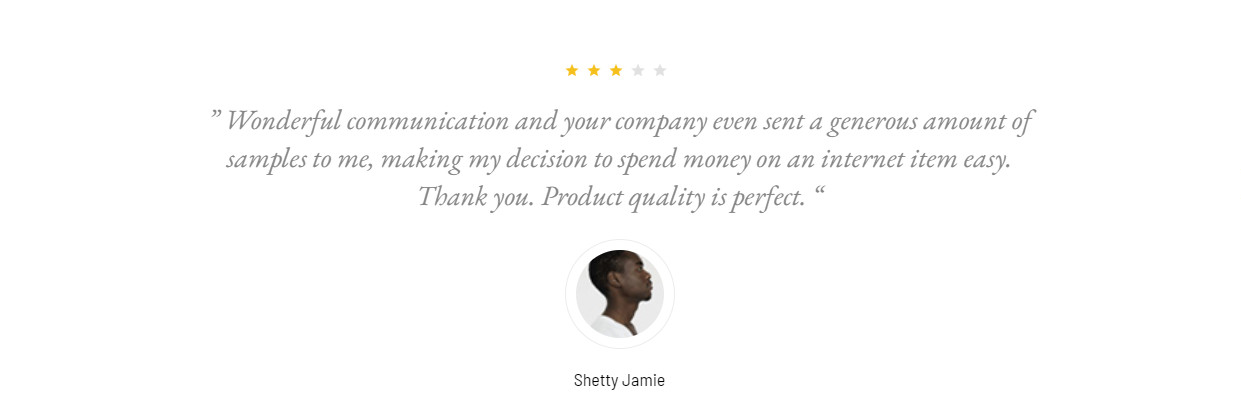 ” Wonderful communication and your company even sent a generous amount of
samples to me, making my decision to spend money on an internet item easy.
Thank you. Product quality is perfect. “
Shetty Jamie